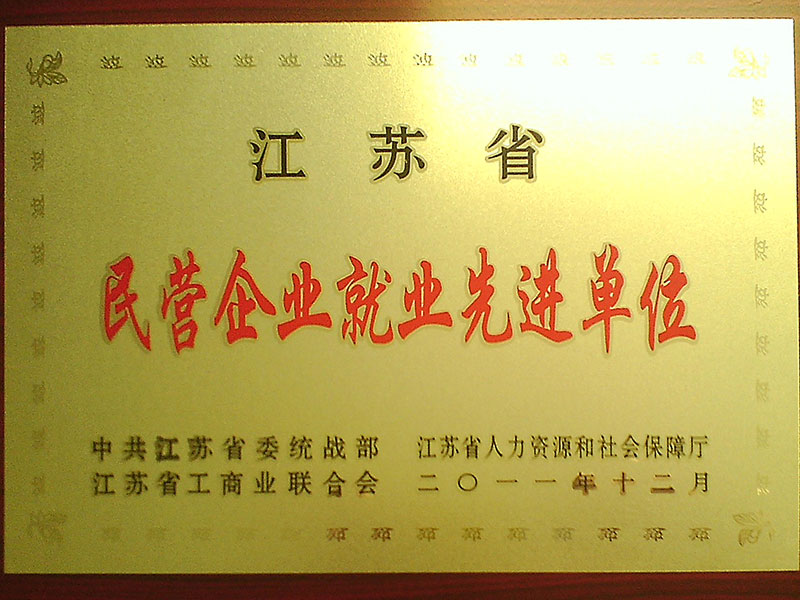 江苏省
民营企业就业先进单位
中共江苏省委统战部 江苏省人力资源和社会保障厅
江苏省工商业联合会 二〇一一年十二月